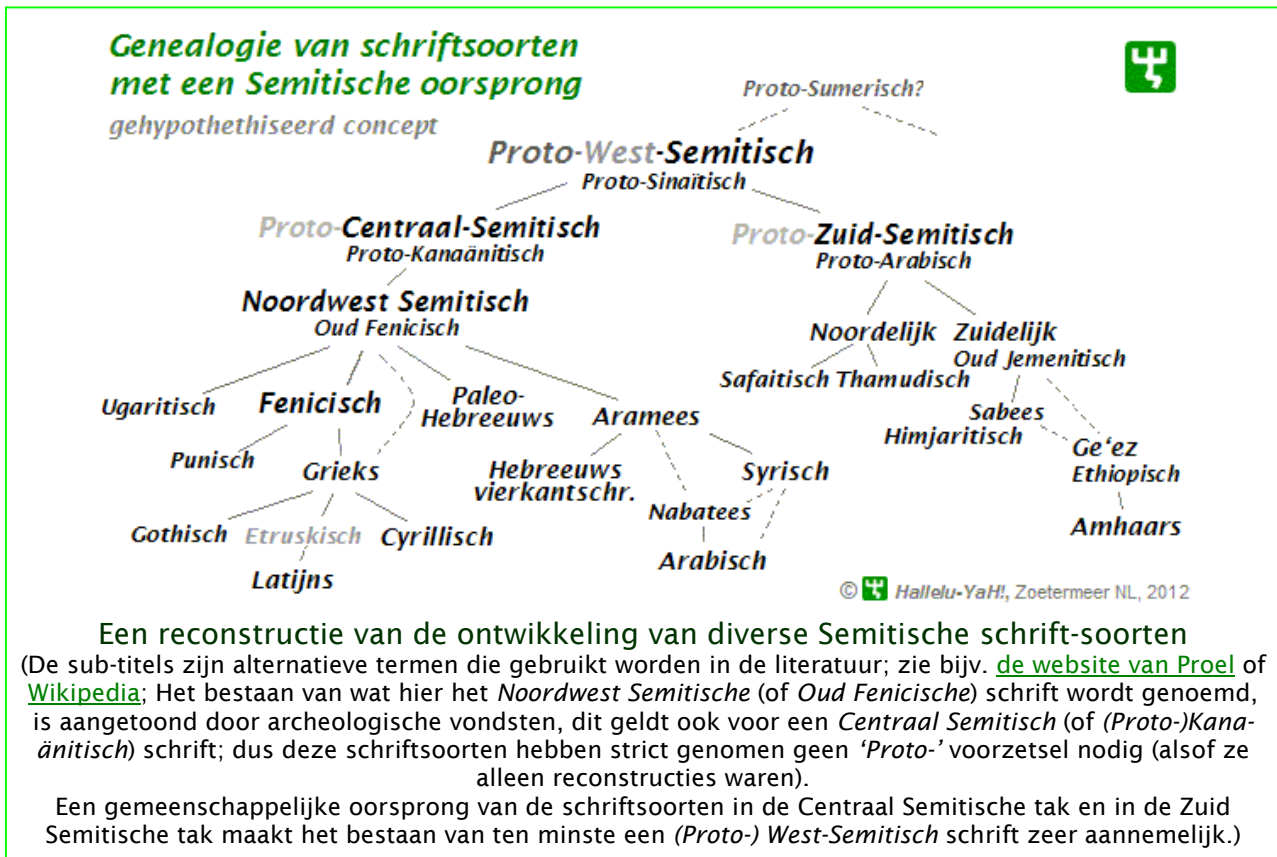 Genealogie van schriftsoorten
met een Semitische oorsprong
gehypothethiseerd concept
Proto-Sumerisch?
Proto-West-Semitisch
Proto-Sinaïtisch
Proto-Centraal-Semitisch
Proto-Kanaänitisch
Proto-Zuid-Semitisch
Proto-Arabisch
Noordwest Semitisch
Oud Fenicisch
Noordelijk
Zuidelijk
Oud Jemenitisch
Safaitisch
Thamudisch
Ugaritisch
Fenicisch
Paleo-
Hebreeuws
Aramees
Sabees
Himjaritisch
Punisch
Grieks
Hebreeuws
vierkantschr.
Syrisch
Ge‘ez
Ethiopisch
Nabatees
Gothisch
Etruskisch
Cyrillisch
Amhaars
Arabisch
Latijns
© Hallelu-YaH!, Zoetermeer NL, 2012
Een reconstructie van de ontwikkeling van diverse Semitische schrift-soorten
(De sub-titels zijn alternatieve termen die gebruikt worden in de literatuur; zie bijv. de website van Proel of
Wikipedia; Het bestaan van wat hier het Noordwest Semitische (of Oud Fenicische) schrift wordt genoemd,
is aangetoond door archeologische vondsten, dit geldt ook voor een Centraal Semitisch (of (Proto-)Kana-
änitisch) schrift; dus deze schriftsoorten hebben strict genomen geen ‘Proto-’ voorzetsel nodig (alsof ze
alleen reconstructies waren).
Een gemeenschappelijke oorsprong van de schriftsoorten in de Centraal Semitische tak en in de Zuid
Semitische tak maakt het bestaan van ten minste een (Proto-) West-Semitisch schrift zeer aannemelijk.)